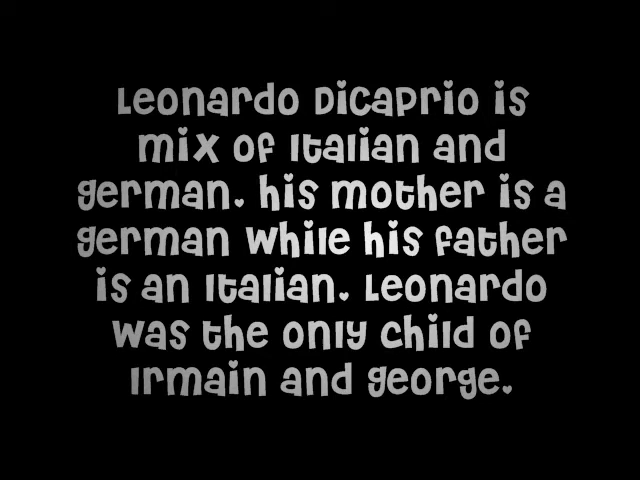 Leonardo Dicaprio is
mix of Italian and
german. his mother is a
german while his father
is an Italian. Leonardo
was the only child of
Irmain and george.